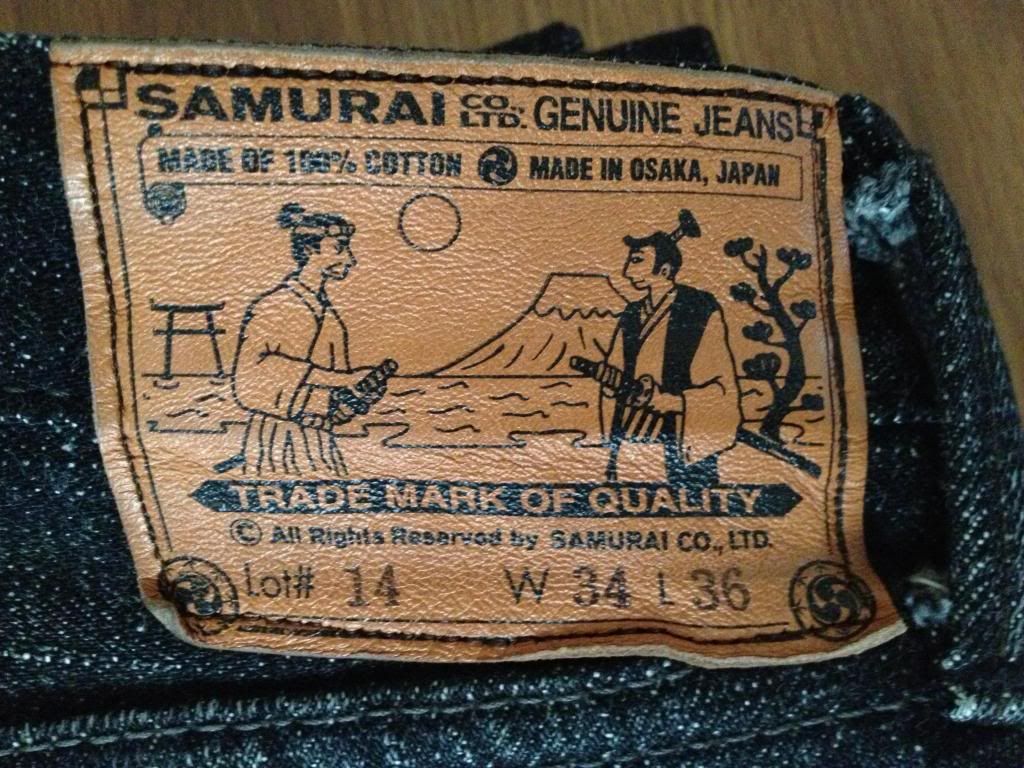 SAMURAI CO., LTD. GENUINE JEANS
MADE OF 100% COTTON MADE IN OSAKA, JAPAN
TRADE MARK OF QUALITY
© All Rights Reserved by SAMURAI CO., LTD.
Lot# 14 W 34 L 36